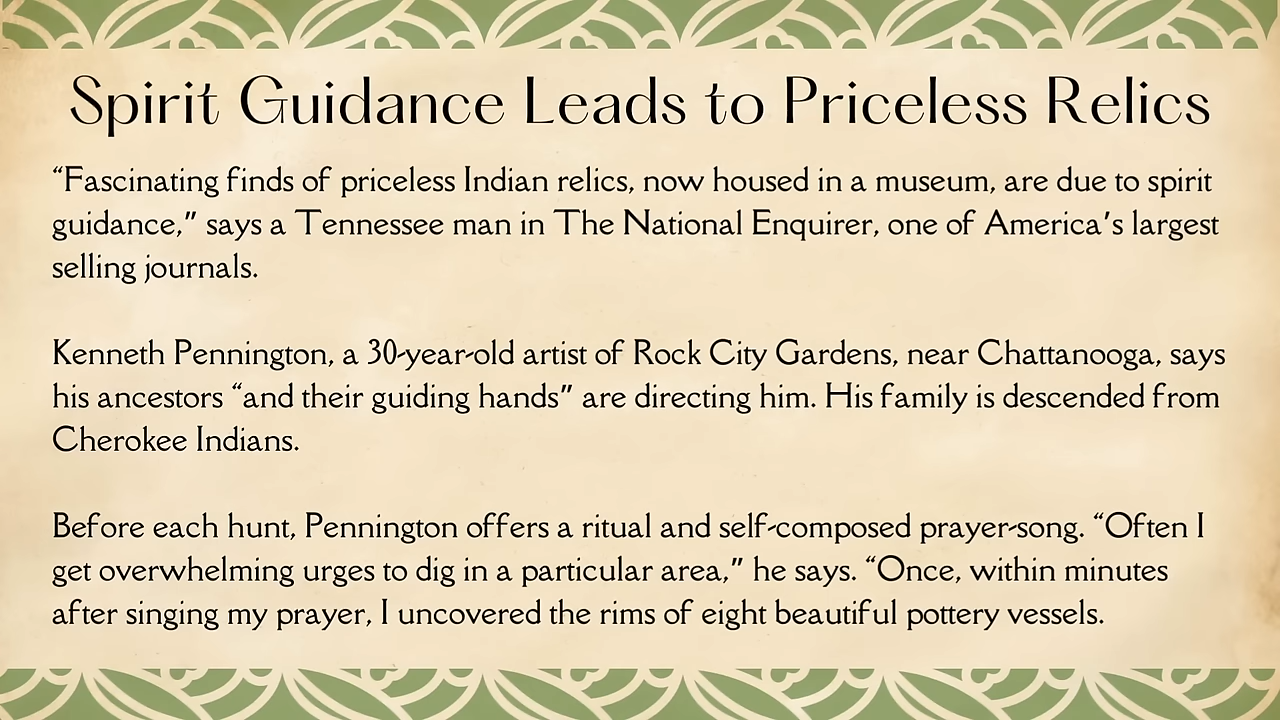 Spirit Guidance Leads to Priceless Relics
“Fascinating finds of priceless Indian relics, now housed in a museum, are due to spirit
guidance,” says a Tennessee man in The National Enquirer, one of America's largest
selling journals.
Kenneth Pennington, a 30-year-old artist of Rock City Gardens, near Chattanooga, says
his ancestors “and their guiding hands” are directing him. His family is descended from
Cherokee Indians.
Before each hunt, Pennington offers a ritual and self-composed prayer-song. “Often I
get overwhelming urges to dig in a particular area,” he says. “Once, within minutes
after singing my prayer, I uncovered the rims of eight beautiful pottery vessels.